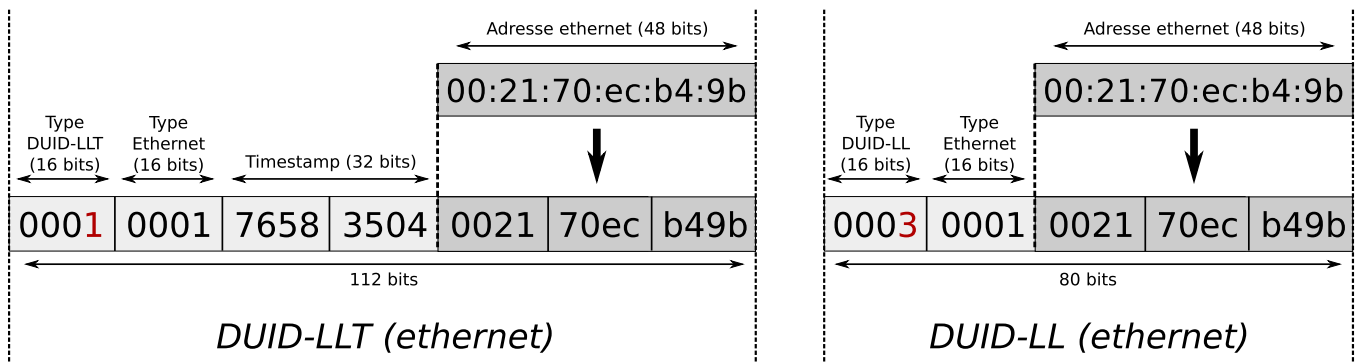 Adresse ethernet (48 bits)
00:21:70:ec:b4:9b
Type
DUID-LLT
(16 bits)
Type
Ethernet
(16 bits)
Timestamp (32 bits)
0001 0001 7658 3504 0021 70ec b49b
112 bits
DUID-LLT (ethernet)
Adresse ethernet (48 bits)
00:21:70:ec:b4:9b
Type
DUID-LL
(16 bits)
Type
Ethernet
(16 bits)
0003 0001 0021 70ec b49b
80 bits
DUID-LL (ethernet)